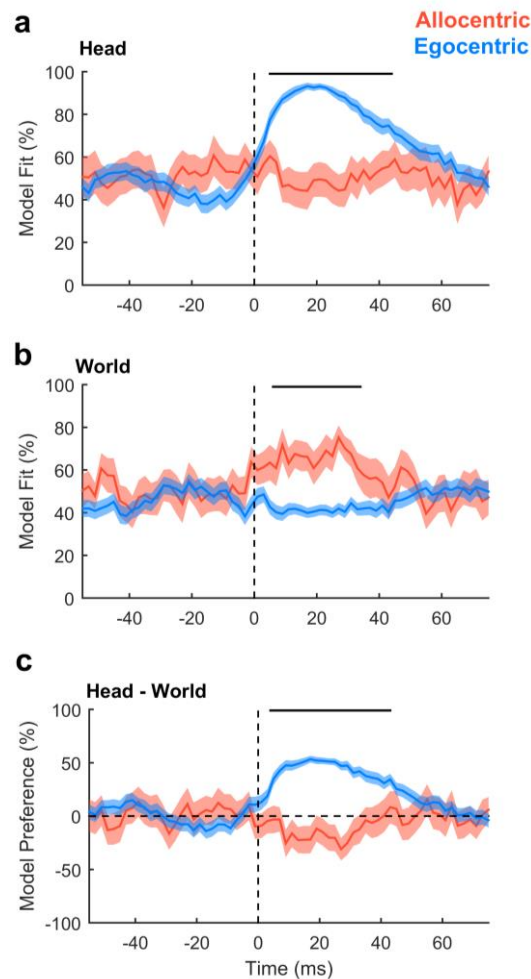 a
Head
Allocentric
Egocentric
Model Fit (%)
100
80
60
40
20
0
-40 -20 0 20 40 60
b
World
Model Fit (%)
100
80
60
40
20
0
-40 -20 0 20 40 60
c
Head - World
Model Preference (%)
100
50
0
-50
-100
-40 -20 0 20 40 60
Time (ms)